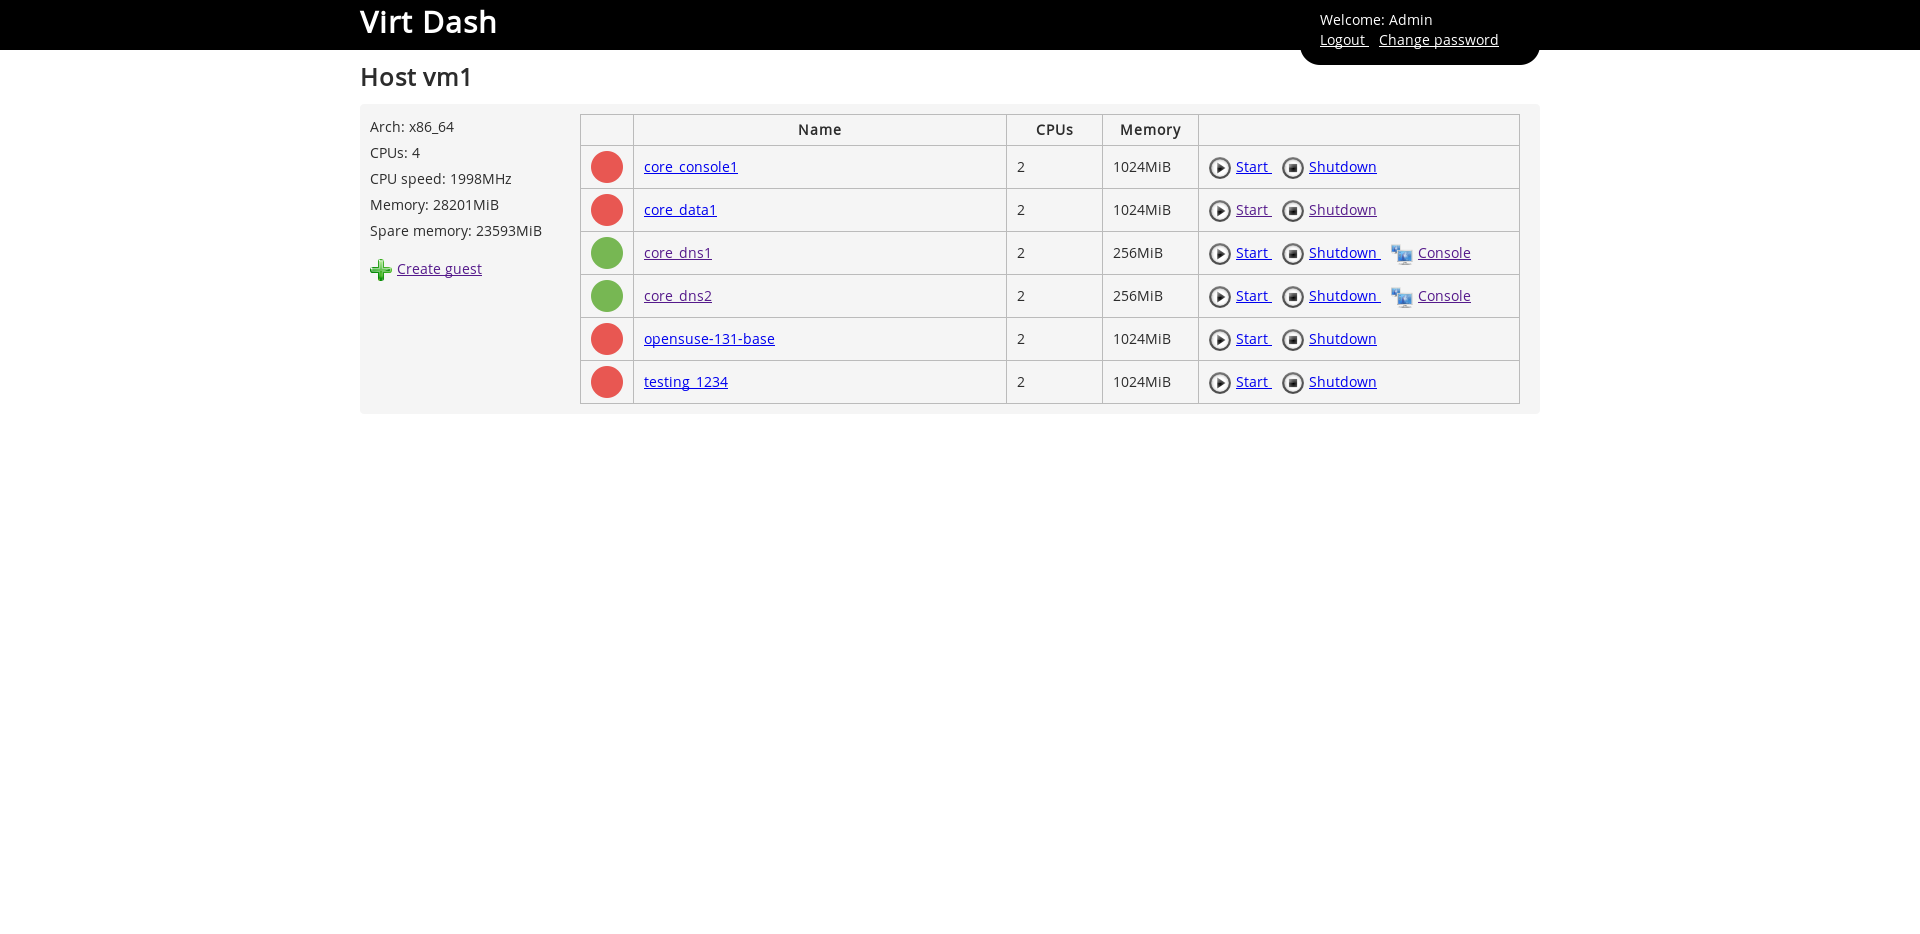 Virt Dash
Welcome: Admin
Logout Change password
Host vm1
Arch: x86_64
CPUs: 4
CPU speed: 1998MHz
Memory: 28201MiB
Spare memory: 23593MiB
Create guest
Name CPUs Memory
core_console1 2 1024MiB Start Shutdown
core_data1 2 1024MiB Start Shutdown
core_dns1 2 256MiB Start Shutdown Console
core_dns2 2 256MiB Start Shutdown Console
opensuse-131-base 2 1024MiB Start Shutdown
testing_1234 2 1024MiB Start Shutdown